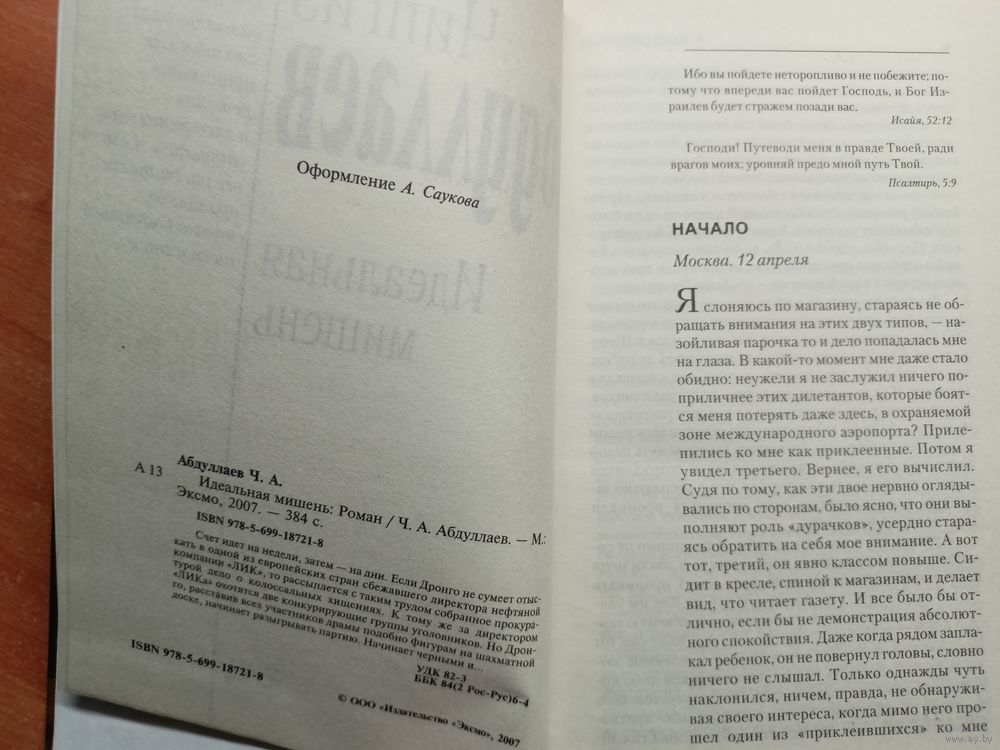 Оформление А. Саукова
Абдуллаев Ч. А.
А 13
Идеальная мишень: Роман / Ч. А. Абдуллаев. — М.:
Эксмо, 2007. — 384 с.
ISBN 978-5-699-18721-8
Счет идет на недели, затем — на дни. Если Дронго не сумеет отыс-
кать в одной из европейских стран сбежавшего директора нефтяной
компании «ЛИК», то рассыплется с таким трудом собранное прокура-
турой дело о колоссальных хищениях. К тому же за директором
«ЛИКа» охотятся две конкурирующие группы уголовников. Но Дрон-
го, расставив всех участников драмы подобно фигурам на шахматной
доске, начинает разыгрывать партию. Начинает черными и...
УДК 82-3
ББК 84(2 Рос-Рус)6-4
ISBN 978-5-699-18721-8
© ООО «Издательство «Эксмо», 2007
Ибо вы пойдете неторопливо и не побежите; по-
тому что впереди вас пойдет Господь, и Бог Из-
раилев будет стражем позади вас.
Исайя, 52:12
Господи! Путеводи меня в правде Твоей, ради
врагов моих; уровняй предо мной путь Твой.
Псалтирь, 5:9
НАЧАЛО
Москва. 12 апреля
Я слоняюсь по магазину, стараясь не об-
ращать внимания на этих двух типов, — на-
зойливая парочка то и дело попадалась мне
на глаза. В какой-то момент мне даже стало
обидно: неужели я не заслужил ничего по-
приличнее этих дилетантов, которые боят-
ся меня потерять даже здесь, в охраняемой
зоне международного аэропорта? Приле-
пились ко мне как приклеенные. Потом я
увидел третьего. Вернее, я его вычислил.
Судя по тому, как эти двое нервно огляды-
вались по сторонам, было ясно, что они вы-
полняют роль «дурачков», усердно стара-
ясь обратить на себя мое внимание. А вот
тот, третий, он явно классом повыше. Си-
дит в кресле, спиной к магазинам, и делает
вид, что читает газету. И все было бы от-
лично, если бы не демонстрация абсолют-
ного спокойствия. Даже когда рядом запла-
кал ребенок, он не повернул головы, словно
ничего не слышал. Только однажды чуть
наклонился, ничем, правда, не обнаружи-
вая своего интереса, когда мимо него про-
шел один из «приклеившихся» ко мне
www.ay.by